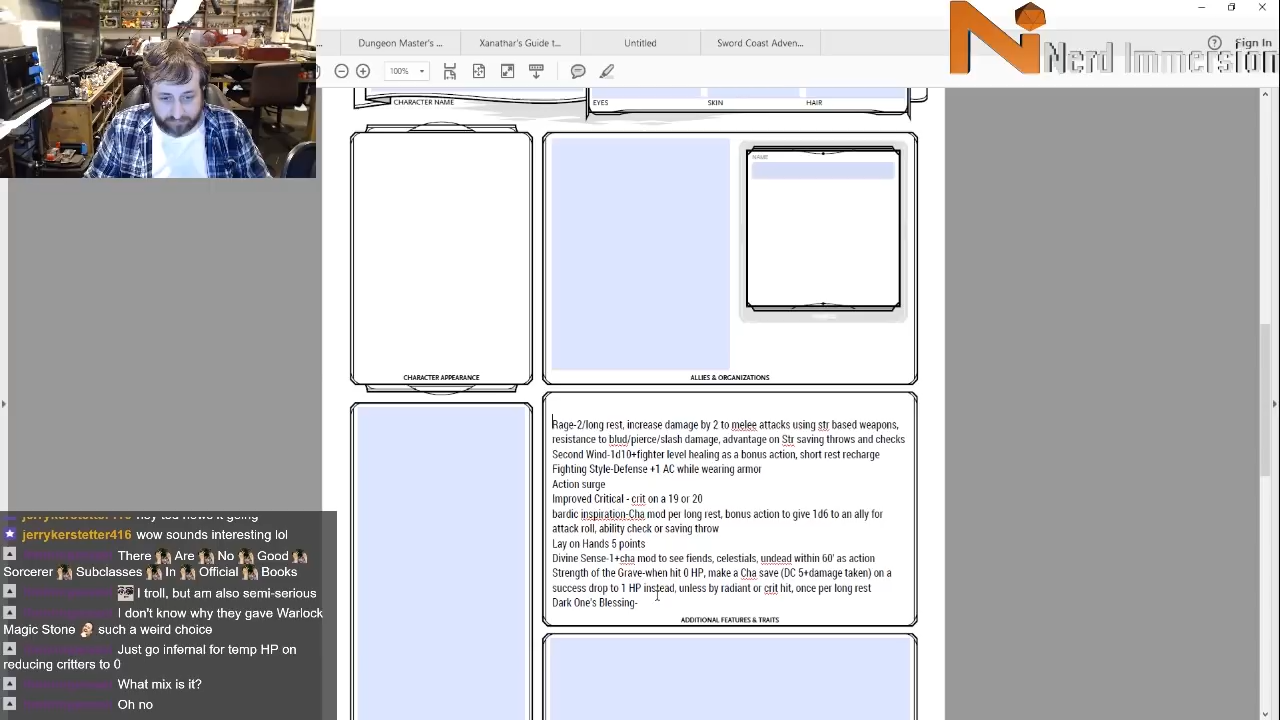 Dungeon Master's ...
Xanathar's Guide t...
Untitled
Sword Coast Adven...
Sign In
Nerd Immersion
100%
CHARACTER NAME
EYES
SKIN
HAIR
NAME
CHARACTER APPEARANCE
ALLIES & ORGANIZATIONS
Rage-2/long rest, increase damage by 2 to melee attacks using str based weapons,
resistance to blud/pierce/slash damage, advantage on Str saving throws and checks
Second Wind-1d10+fighter level healing as a bonus action, short rest recharge
Fighting Style-Defense +1 AC while wearing armor
Action surge
Improved Critical - crit on a 19 or 20
bardic inspiration-Cha mod per long rest, bonus action to give 1d6 to an ally for
attack roll, ability check or saving throw
Lay on Hands 5 points
Divine Sense-1+cha mod to see fiends, celestials, undead within 60' as action
Strength of the Grave-when hit 0 HP, make a Cha save (DC 5+damage taken) on a
success drop to 1 HP instead, unless by radiant or crit hit, once per long rest
Dark One's Blessing-
ADDITIONAL FEATURES & TRAITS
jerrykerstetter416 wow sounds interesting lol
There Are No Good
Sorcerer Subclasses In Official Books
I troll, but am also semi-serious
I don't know why they gave Warlock
Magic Stone such a weird choice
Just go infernal for temp HP on
reducing critters to 0
What mix is it?
Oh no